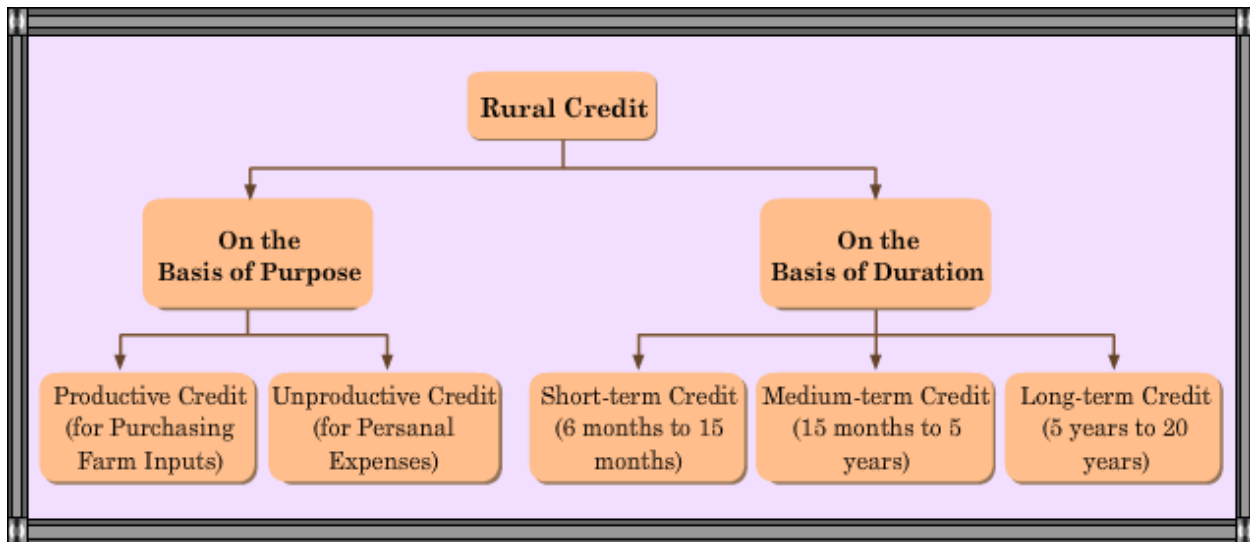 Rural Credit
On the
Basis of Purpose
On the
Basis of Duration
Productive Credit
(for Purchasing
Farm Inputs)
Unproductive Credit
(for Persanal
Expenses)
Short-term Credit
(6 months to 15
months)
Medium-term Credit
(15 months to 5
years)
Long-term Credit
(5 years to 20
years)